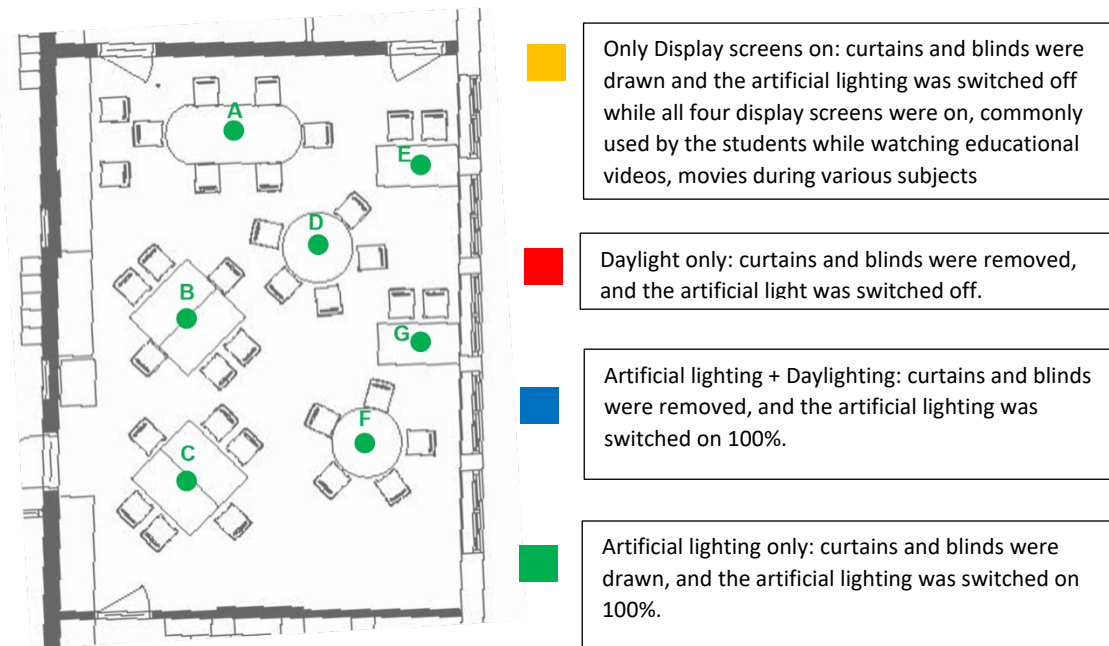 A
E
D
B
G
F
C
Only Display screens on: curtains and blinds were
drawn and the artificial lighting was switched off
while all four display screens were on, commonly
used by the students while watching educational
videos, movies during various subjects
Daylight only: curtains and blinds were removed,
and the artificial light was switched off.
Artificial lighting + Daylighting: curtains and blinds
were removed, and the artificial lighting was
switched on 100%.
Artificial lighting only: curtains and blinds were
drawn, and the artificial lighting was switched on
100%.